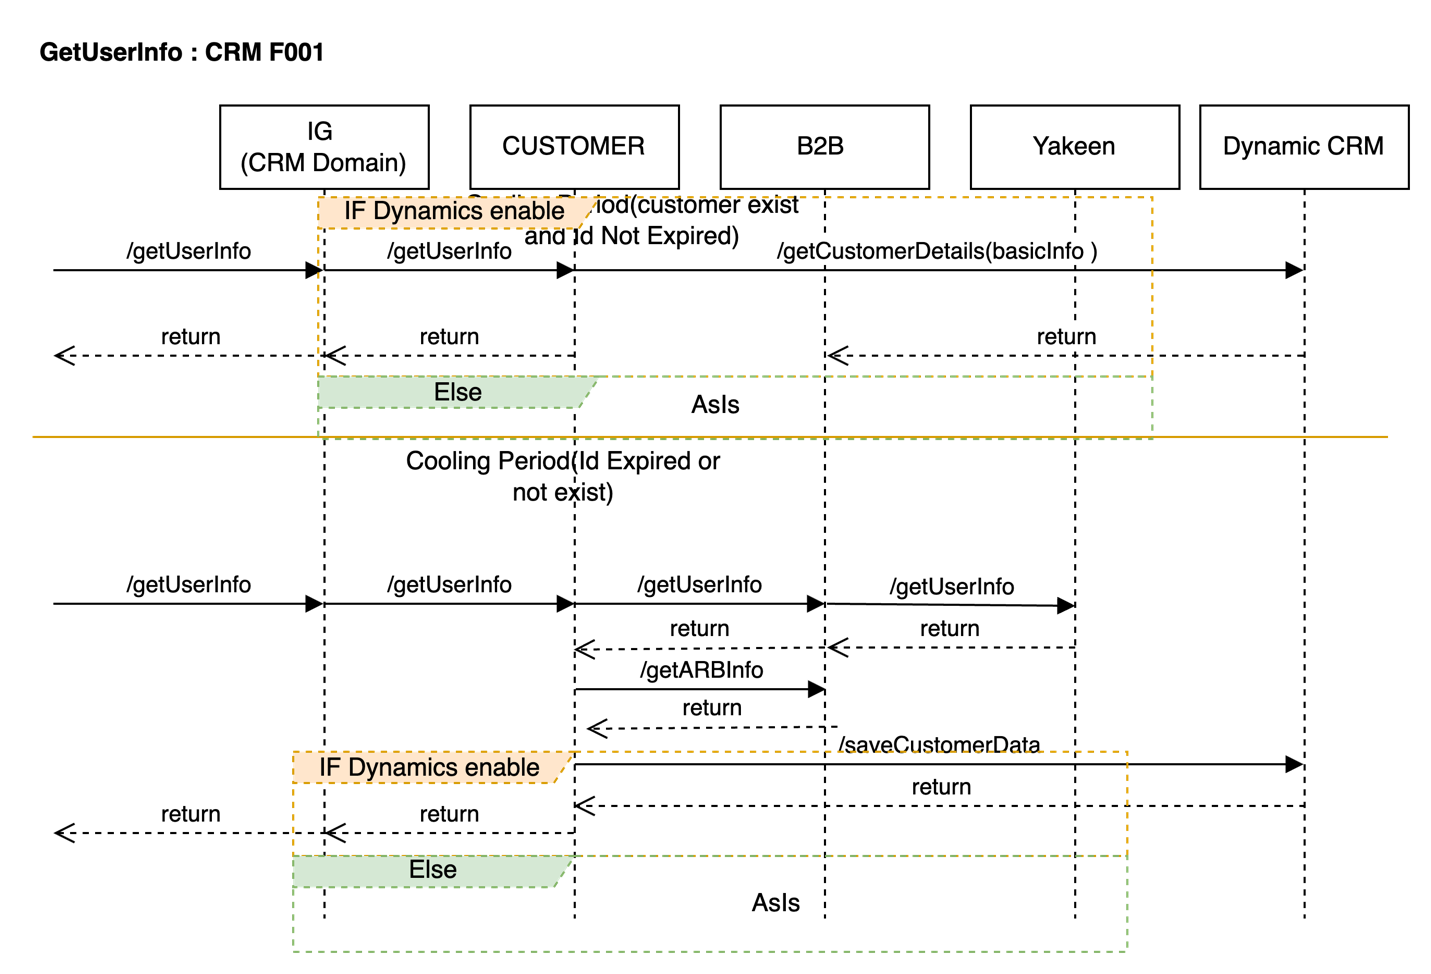 GetUserInfo : CRM F001
IG
(CRM Domain)
CUSTOMER
B2B
Yakeen
Dynamic CRM
IF Dynamics enable
iod(customer exist
and Id Not Expired)
/getUserInfo
/getUserInfo
/getCustomerDetails(basicInfo )
return
return
return
Else
AsIs
Cooling Period(Id Expired or
not exist)
/getUserInfo
/getUserInfo
/getUserInfo
/getUserInfo
return
return
/getARBInfo
return
/saveCustomerData
IF Dynamics enable
return
return
return
Else
AsIs